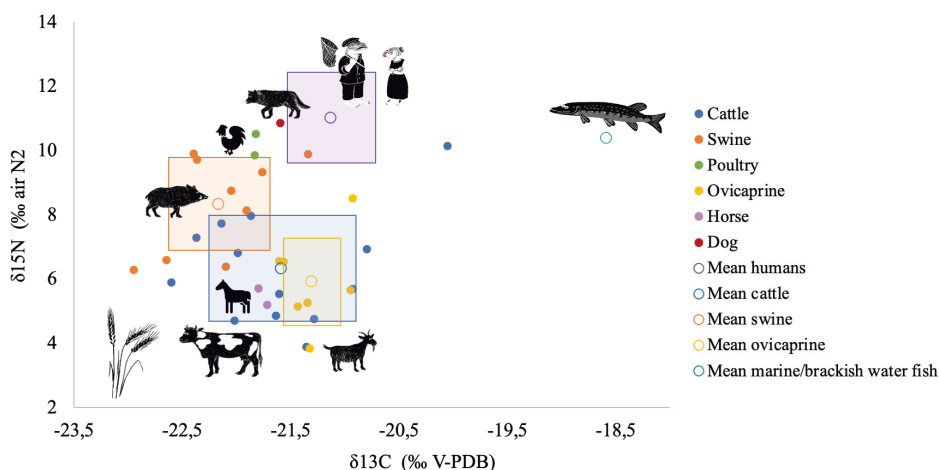 14
12
10
8
6
4
2
δ15N (‰ air N2)
-23,5
-22,5
-21,5
-20,5
-19,5
-18,5
δ13C (‰ V-PDB)
Cattle
Swine
Poultry
Ovicaprine
Horse
Dog
Mean humans
Mean cattle
Mean swine
Mean ovicaprine
Mean marine/brackish water fish